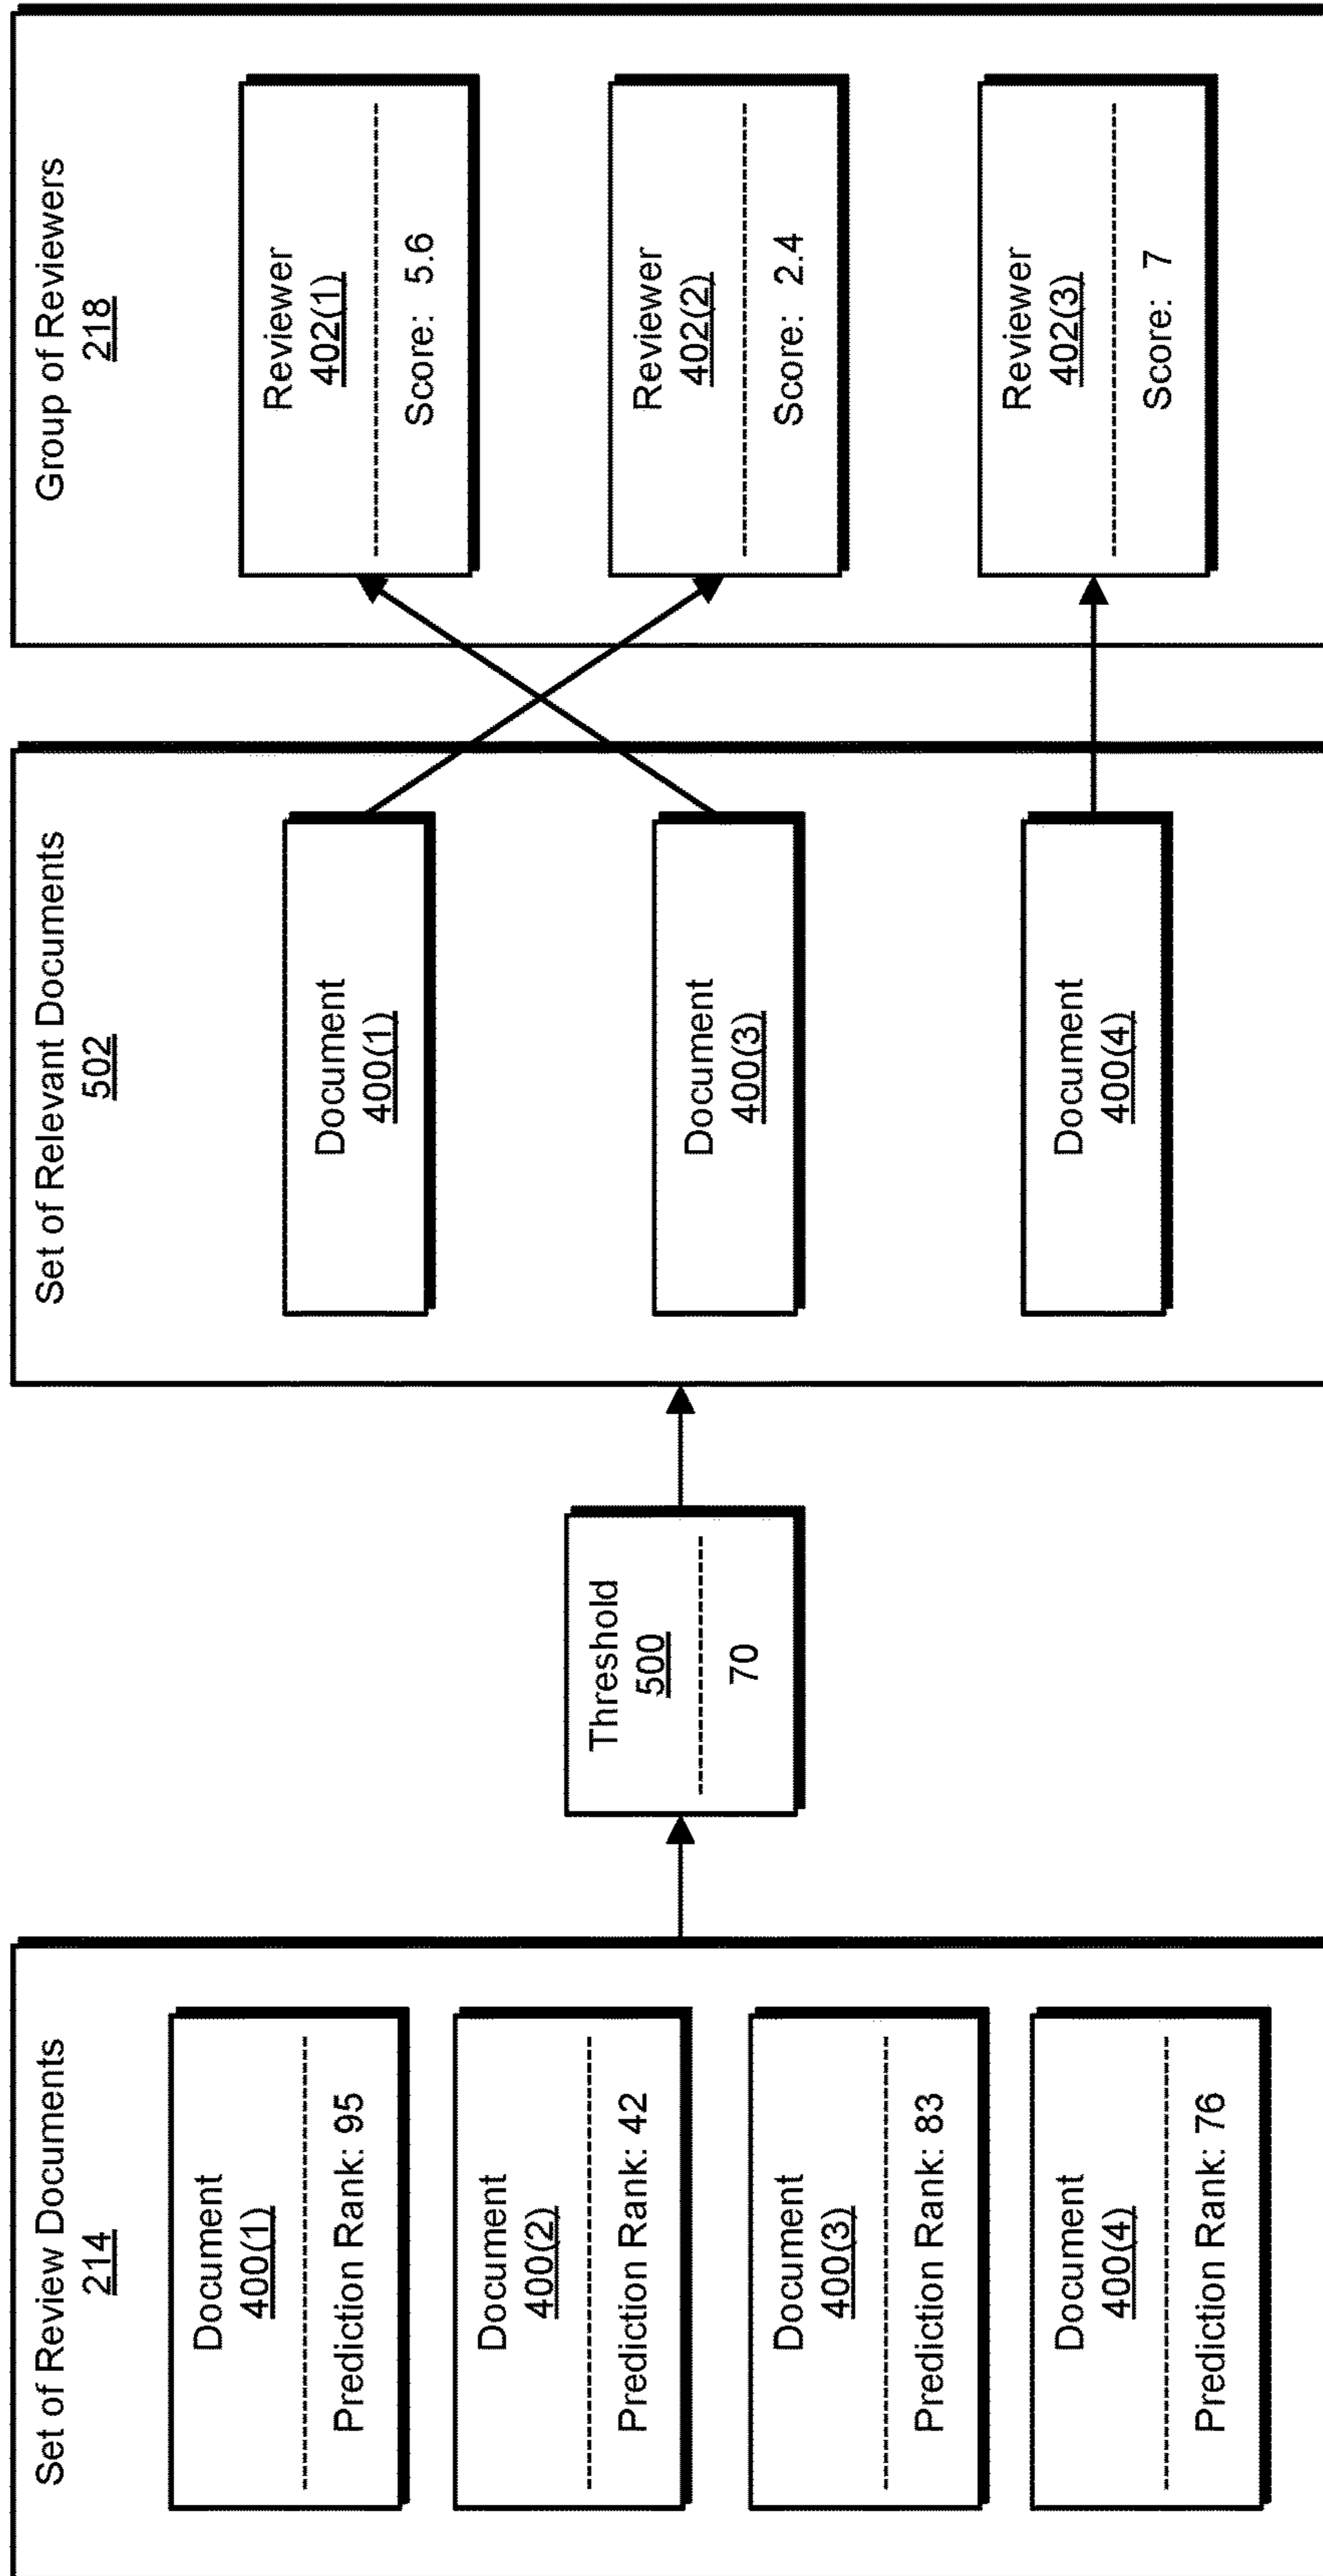 Set of Review Documents
214
Document
400(1)
Prediction Rank: 95
Document
400(2)
Prediction Rank: 42
Document
400(3)
Prediction Rank: 83
Document
400(4)
Prediction Rank: 76
Threshold
500
70
Set of Relevant Documents
502
Document
400(1)
Document
400(3)
Document
400(4)
Group of Reviewers
218
Reviewer
402(1)
Score: 5.6
Reviewer
402(2)
Score: 2.4
Reviewer
402(3)
Score: 7